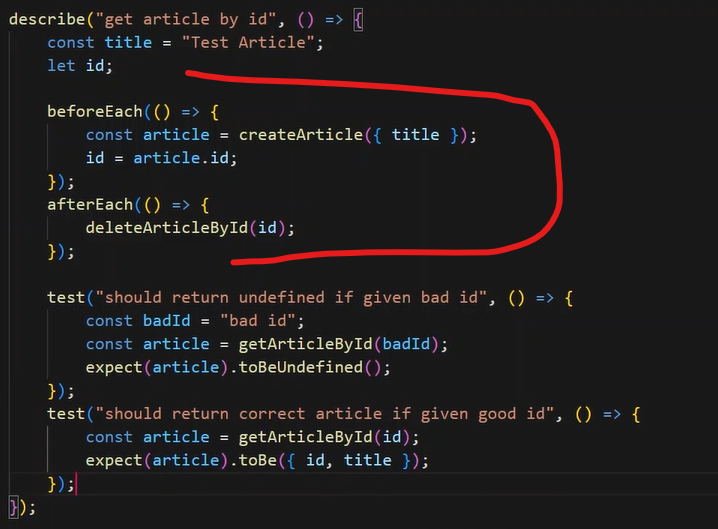 describe("get article by id", () => {
    const title = "Test Article";
    let id;

    beforeEach(() => {
        const article = createArticle({ title });
        id = article.id;
    });
    afterEach(() => {
        deleteArticleById(id);
    });

    test("should return undefined if given bad id", () => {
        const badId = "bad id";
        const article = getArticleById(badId);
        expect(article).toBeUndefined();
    });
    test("should return correct article if given good id", () => {
        const article = getArticleById(id);
        expect(article).toBe({ id, title });
    });
});